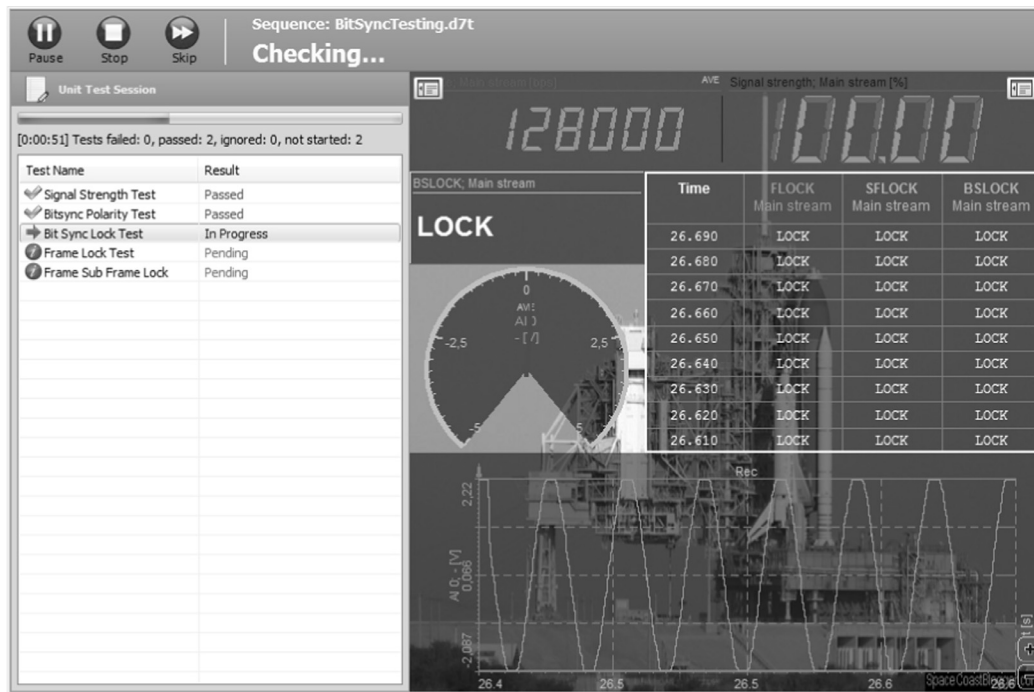 Sequence: BitSyncTesting.d7t
Pause Stop Skip
Checking...
Unit Test Session
[0:00:51] Tests failed: 0, passed: 2, ignored: 0, not started: 2
Test Name Result
Signal Strength Test Passed
Bitsync Polarity Test Passed
Bit Sync Lock Test In Progress
Frame Lock Test Pending
Frame Sub Frame Lock Pending
Main stream [bps]
AVE Signal strength; Main stream [%]
128000
100.00
BSLOCK; Main stream
LOCK
Time FLOCK SFLOCK BSLOCK
Main stream Main stream Main stream
26.690 LOCK LOCK LOCK
26.680 LOCK LOCK LOCK
26.670 LOCK LOCK LOCK
26.660 LOCK LOCK LOCK
26.650 LOCK LOCK LOCK
26.640 LOCK LOCK LOCK
26.630 LOCK LOCK LOCK
26.620 LOCK LOCK LOCK
26.610 LOCK LOCK LOCK
0
-2,5 2,5
-5 5
Rec
2,22
AI 0; - [V]
0,066
-2,087
26.4 26.5 26.5 26.6
t [s]